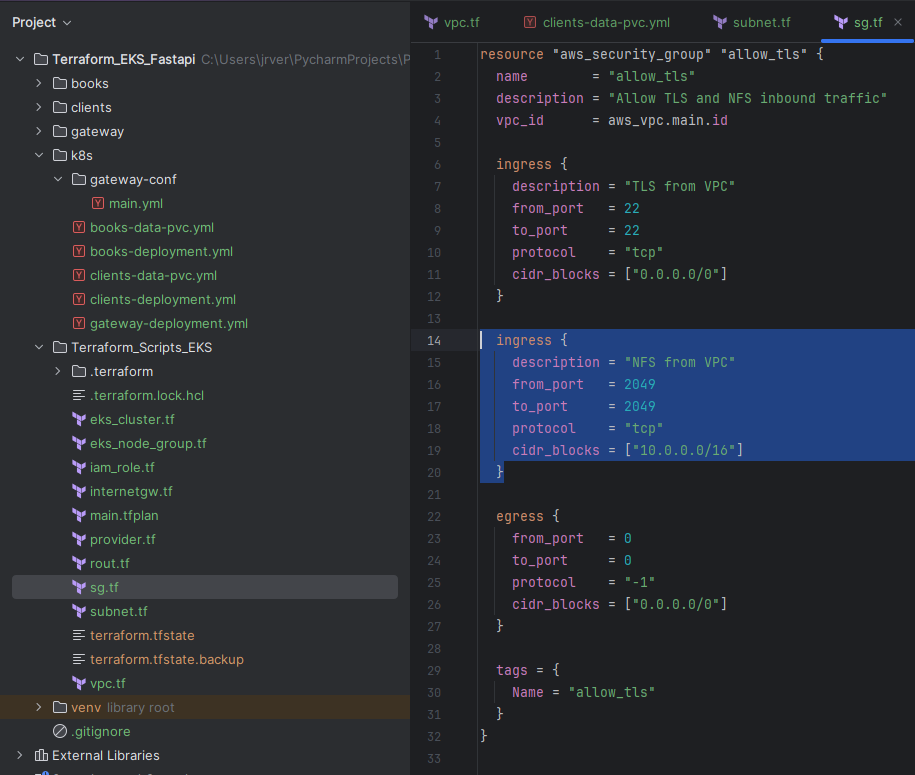 Project
Terraform_EKS_Fastapi C:\Users\jrver\PycharmProjects\P
books
clients
gateway
k8s
gateway-conf
main.yml
books-data-pvc.yml
books-deployment.yml
clients-data-pvc.yml
clients-deployment.yml
gateway-deployment.yml
Terraform_Scripts_EKS
.terraform
.terraform.lock.hcl
eks_cluster.tf
eks_node_group.tf
iam_role.tf
internetgw.tf
main.tfplan
provider.tf
rout.tf
sg.tf
subnet.tf
terraform.tfstate
terraform.tfstate.backup
vpc.tf
venv library root
.gitignore
External Libraries
vpc.tf clients-data-pvc.yml subnet.tf sg.tf
1 resource "aws_security_group" "allow_tls" {
2 name = "allow_tls"
3 description = "Allow TLS and NFS inbound traffic"
4 vpc_id = aws_vpc.main.id
5
6 ingress {
7 description = "TLS from VPC"
8 from_port = 22
9 to_port = 22
10 protocol = "tcp"
11 cidr_blocks = ["0.0.0.0/0"]
12 }
13
14 ingress {
15 description = "NFS from VPC"
16 from_port = 2049
17 to_port = 2049
18 protocol = "tcp"
19 cidr_blocks = ["10.0.0.0/16"]
20 }
21
22 egress {
23 from_port = 0
24 to_port = 0
25 protocol = "-1"
26 cidr_blocks = ["0.0.0.0/0"]
27 }
28
29 tags = {
30 Name = "allow_tls"
31 }
32 }
33